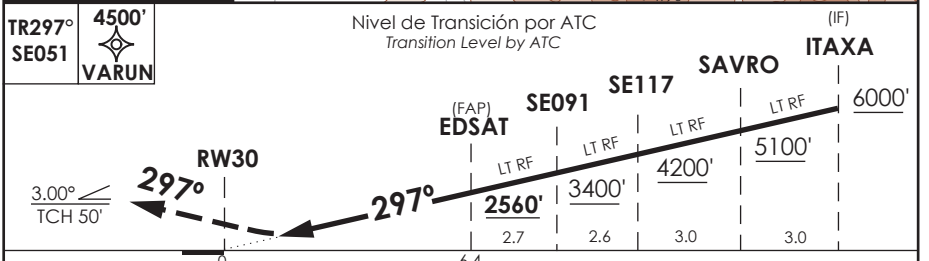 TR297°
SE051
4500'
VARUN
Nivel de Transición por ATC
Transition Level by ATC
(IF)
ITAXA
SAVRO
SE117
SE091
(FAP)
EDSAT
RW30
LT RF
LT RF
LT RF
LT RF
6000'
5100'
4200'
3400'
2560'
3.00°
TCH 50'
297°
297°
2.7
2.6
3.0
3.0
0
6.4